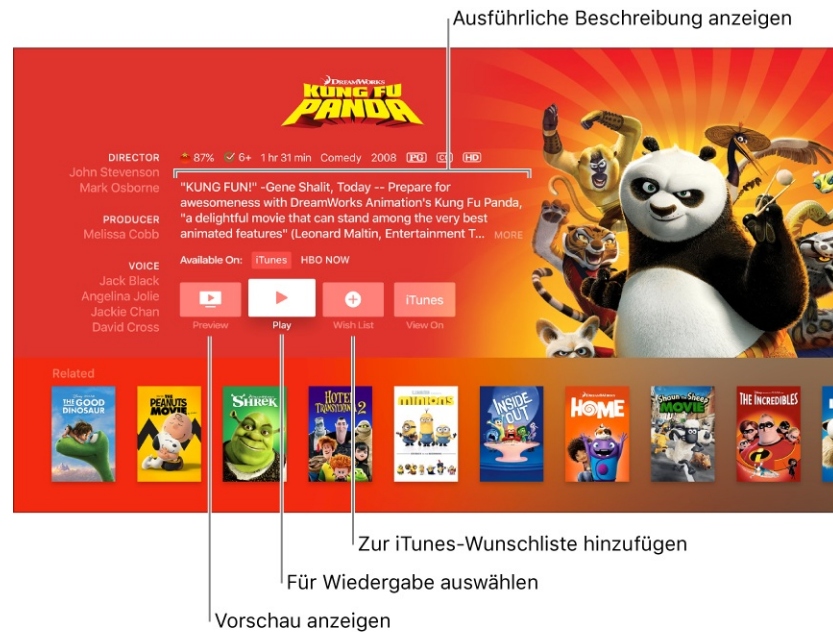 Ausführliche Beschreibung anzeigen
DREAMWORKS
KUNG FU
PANDA
DIRECTOR
John Stevenson
Mark Osborne
PRODUCER
Melissa Cobb
VOICE
Jack Black
Angelina Jolie
Jackie Chan
David Cross
87% 6+ 1 hr 31 min Comedy 2008 PG CC HD
"KUNG FUN!" -Gene Shalit, Today -- Prepare for
awesomeness with DreamWorks Animation's Kung Fu Panda,
"a delightful movie that can stand among the very best
animated features" (Leonard Maltin, Entertainment T... MORE
Available On: iTunes HBO NOW
iTunes
Preview Play Wish List View On
Related
THE GOOD
DINOSAUR
THE
PEANUTS
MOVIE
SHREK
HOTEL
TRANSYLVANIA 2
minions
INSIDE
OUT
HOME
Shaun the Sheep
MOVIE
THE INCREDIBLES
Zur iTunes-Wunschliste hinzufügen
Für Wiedergabe auswählen
Vorschau anzeigen